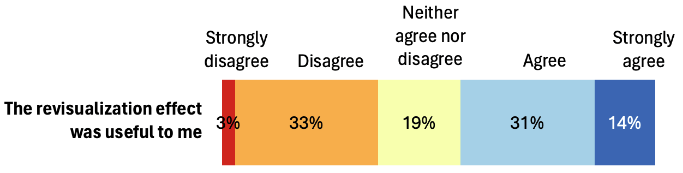 Strongly
disagree
Disagree
Neither
agree nor
disagree
Agree
Strongly
agree
The revisualization effect
was useful to me
3%
33%
19%
31%
14%